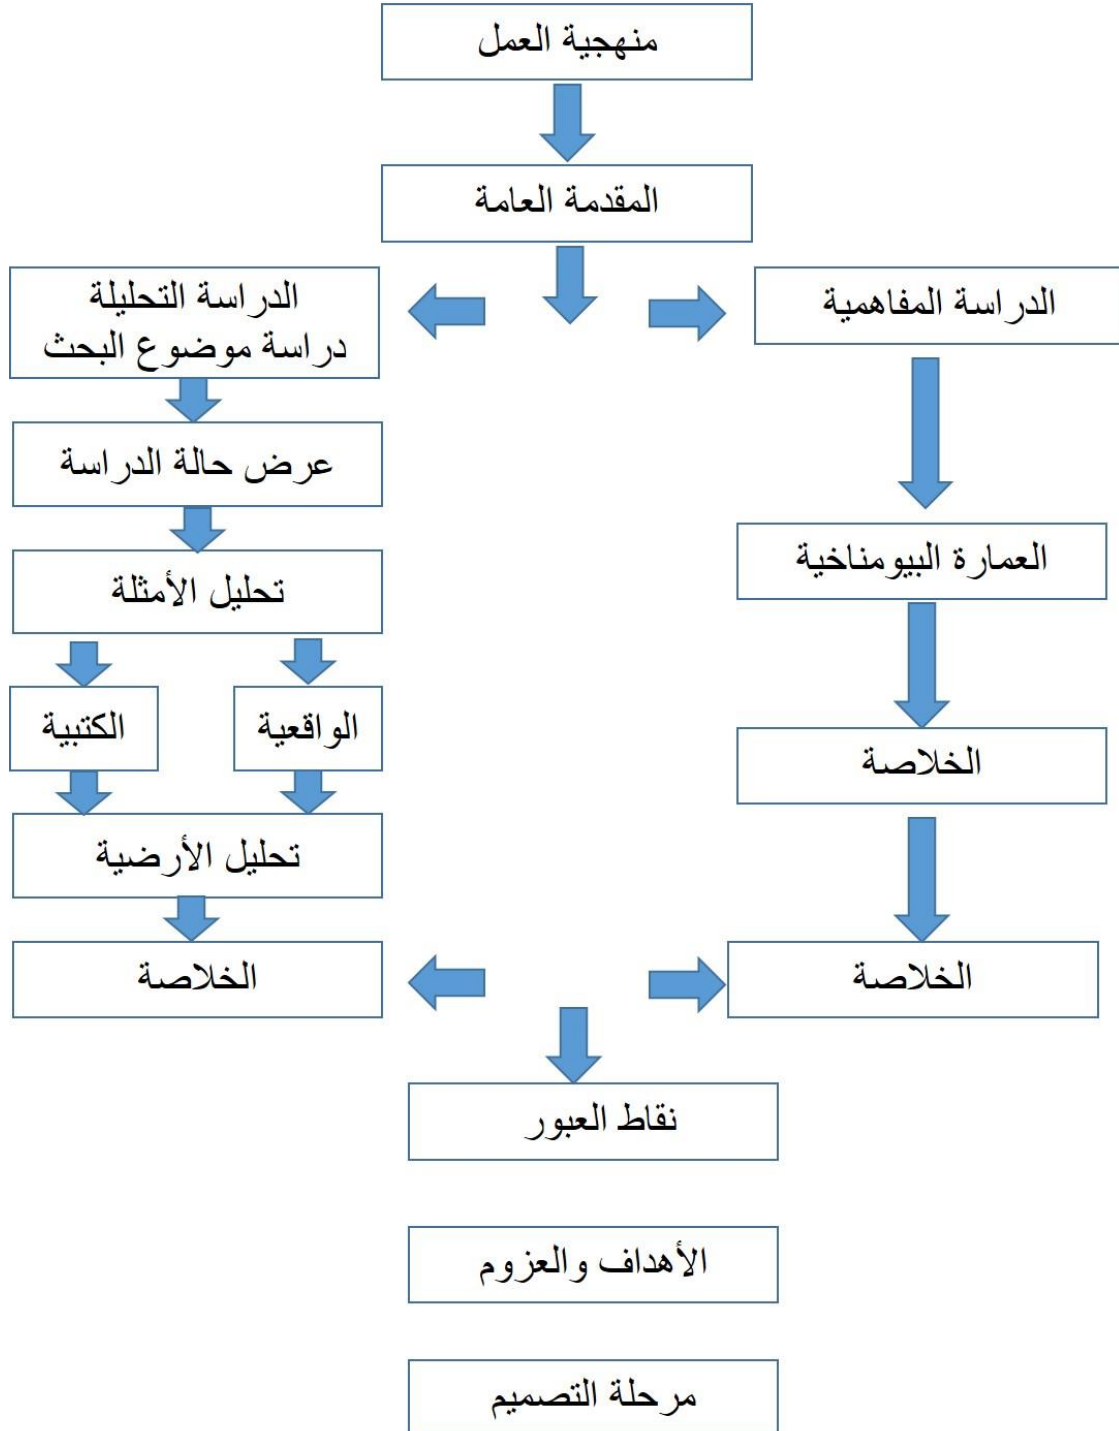 منهجية العمل
المقدمة العامة
الدراسة المفاهمية
العمارة البيومناخية
الخلاصة
الخلاصة
الدراسة التحليلة
دراسة موضوع البحث
عرض حالة الدراسة
تحليل الأمثلة
الواقعية
الكتبية
تحليل الأرضية
الخلاصة
نقاط العبور
الأهداف والعزوم
مرحلة التصميم